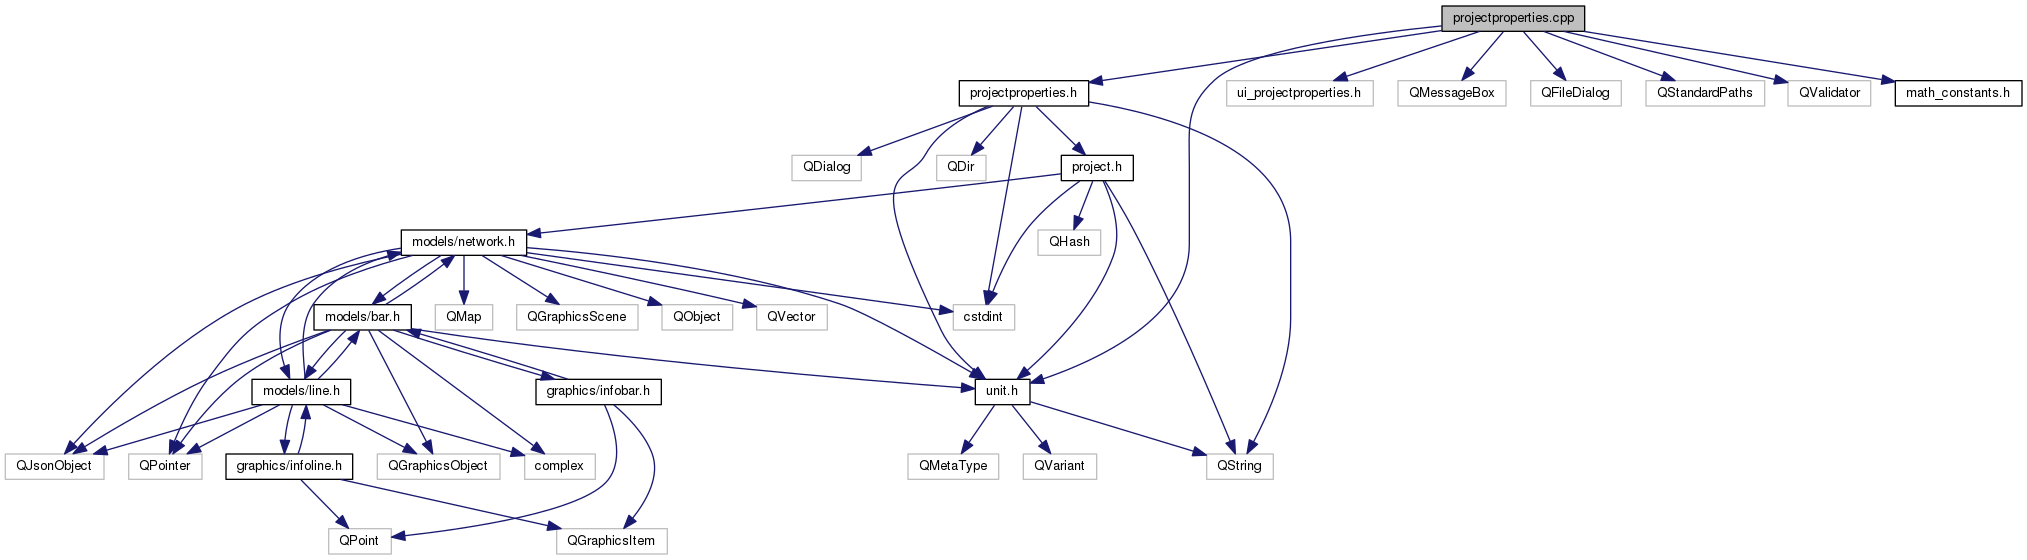 projectproperties.cpp
projectproperties.h
ui_projectproperties.h
QMessageBox
QFileDialog
QStandardPaths
QValidator
math_constants.h
QDialog
QDir
project.h
models/network.h
QHash
models/bar.h
QMap
QGraphicsScene
QObject
QVector
cstdint
models/line.h
graphics/infobar.h
unit.h
QJsonObject
QPointer
graphics/infoline.h
QGraphicsObject
complex
QMetaType
QVariant
QString
QPoint
QGraphicsItem